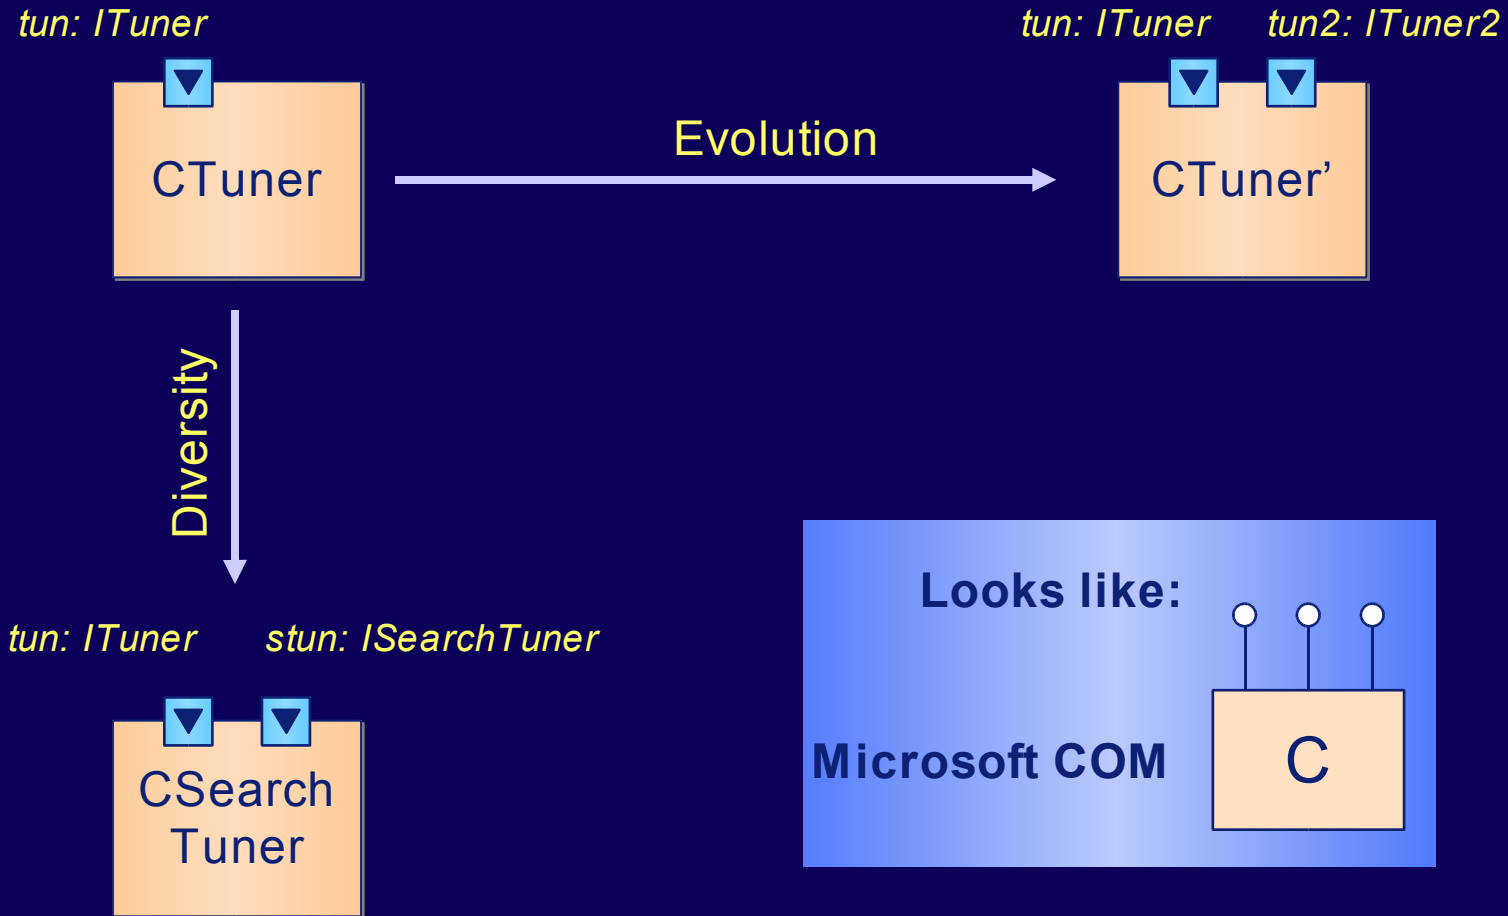 tun: ITuner
tun: ITuner tun2: ITuner2
CTuner
Evolution
CTuner’
Diversity
tun: ITuner stun: ISearchTuner
CSearch
Tuner
Looks like:
Microsoft COM
C